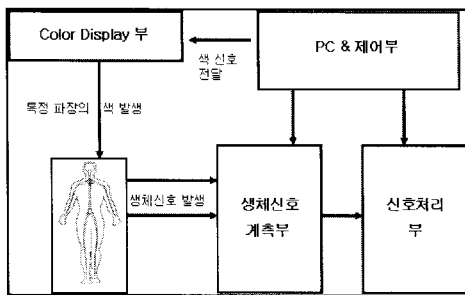 Color Display 부
PC & 제어부
색 신호
전달
특정 파장의 색 발생
생체신호 발생
생체신호
계측부
신호처리
부